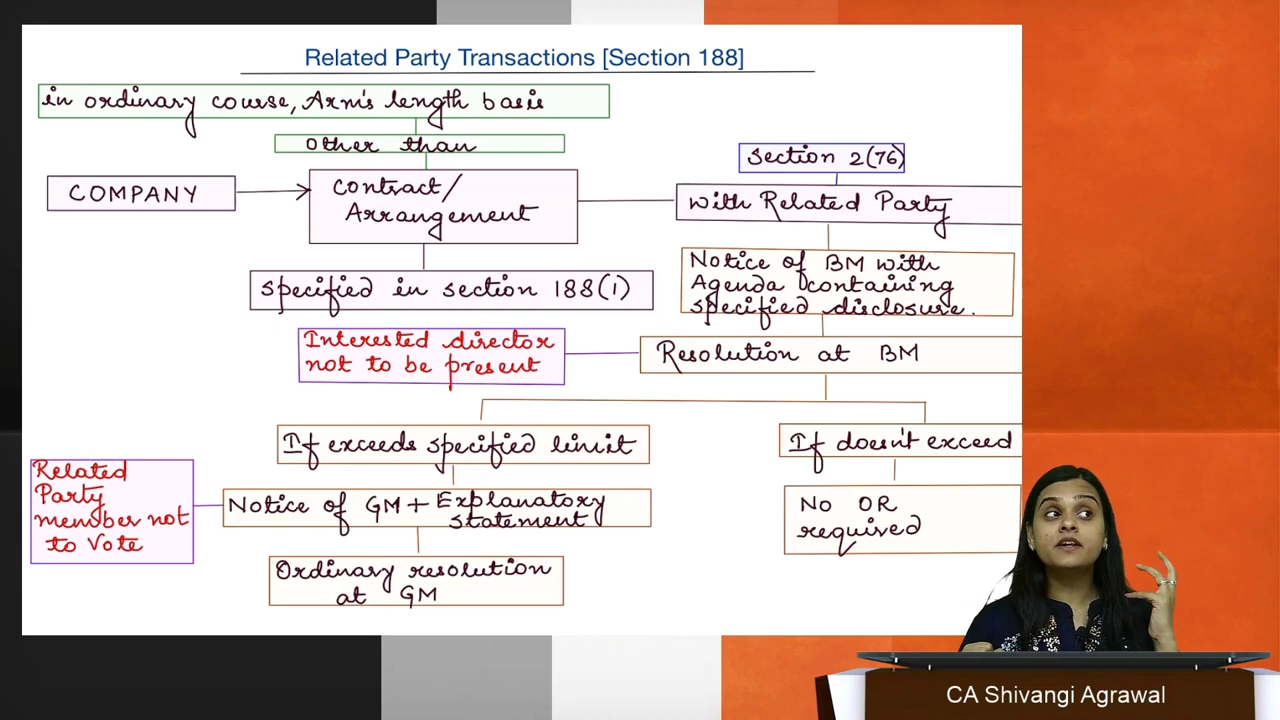 Related Party Transactions [Section 188]
in ordinary course, Arm's length basis
Other than
Section 2(76)
COMPANY
Contract/
Arrangement
with Related Party
Notice of BM with
Agenda containing
specified disclosure.
specified in section 188(1)
Interested director
not to be present
Resolution at BM
If exceeds specified limit
If doesn't exceed
Related
Party
member not
to Vote
Notice of GM + Explanatory
statement
No OR
required
Ordinary resolution
at GM
CA Shivangi Agrawal